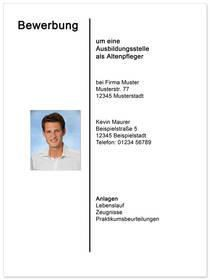 Bewerbung
um eine
Ausbildungsstelle
als Altenpfleger
bei Firma Muster
Musterstr. 77
12345 Musterstadt
Kevin Maurer
Beispielstraße 5
12345 Beispielstadt
Telefon: 01234 56789
Anlagen
Lebenslauf
Zeugnisse
Praktikumsbeurteilungen